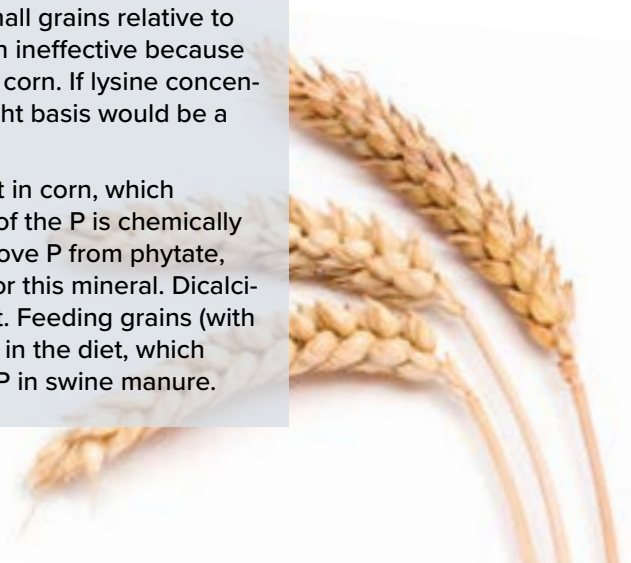 all grains relative to
ineffective because
corn. If lysine concen-
ht basis would be a
in corn, which
of the P is chemically
ove P from phytate,
or this mineral. Dicalci-
Feeding grains (with
in the diet, which
P in swine manure.